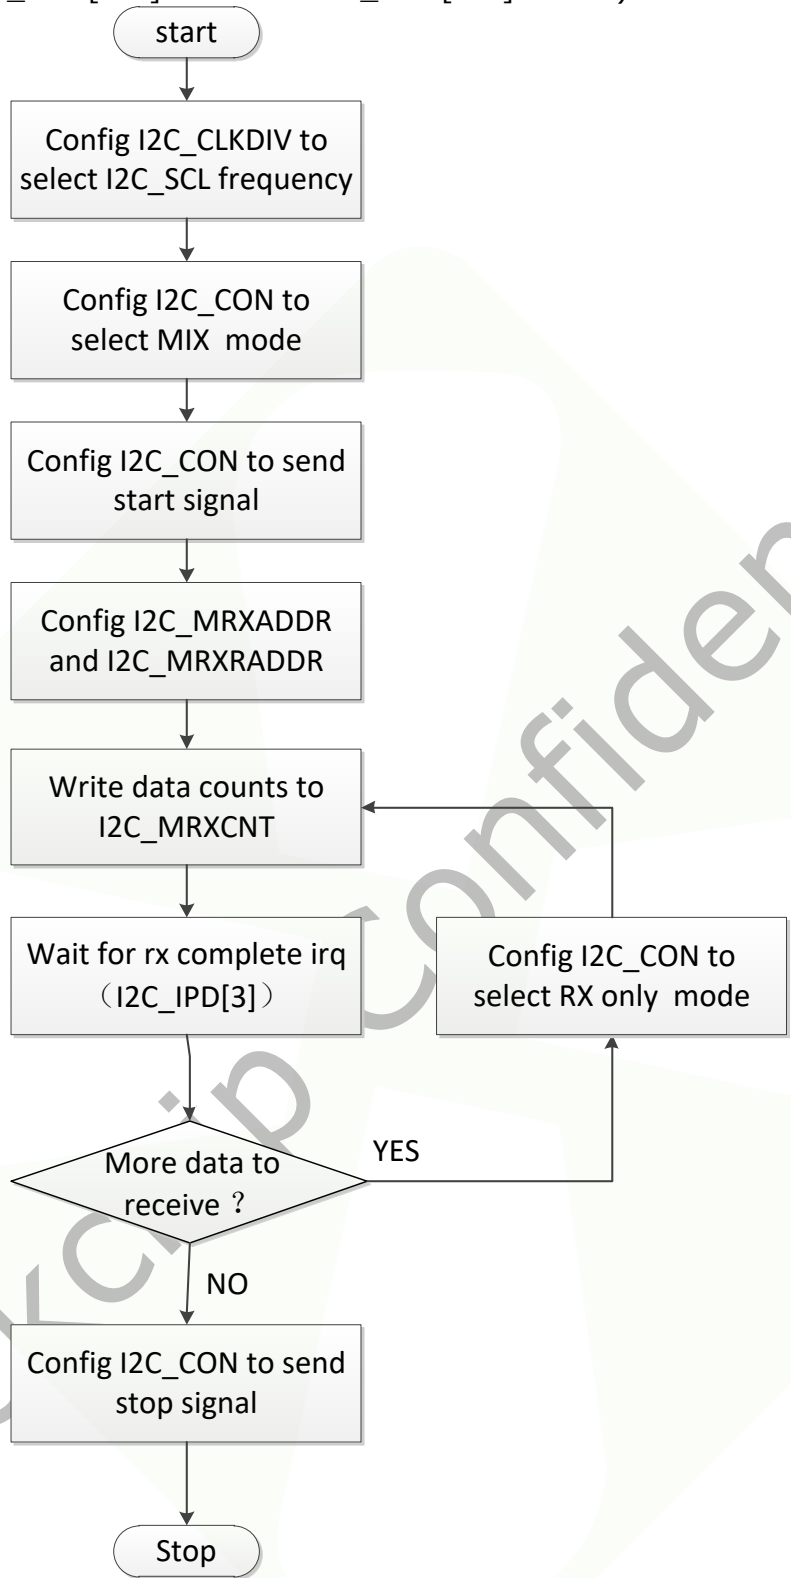 start
Config I2C_CLKDIV to
select I2C_SCL frequency
Config I2C_CON to
select MIX  mode
Config I2C_CON to send
start signal
Config I2C_MRXADDR
and I2C_MRXRADDR
Write data counts to
I2C_MRXCNT
Wait for rx complete irq
（I2C_IPD[3]）
Config I2C_CON to
select RX only  mode
More data to
receive ？
YES
NO
Config I2C_CON to send
stop signal
Stop